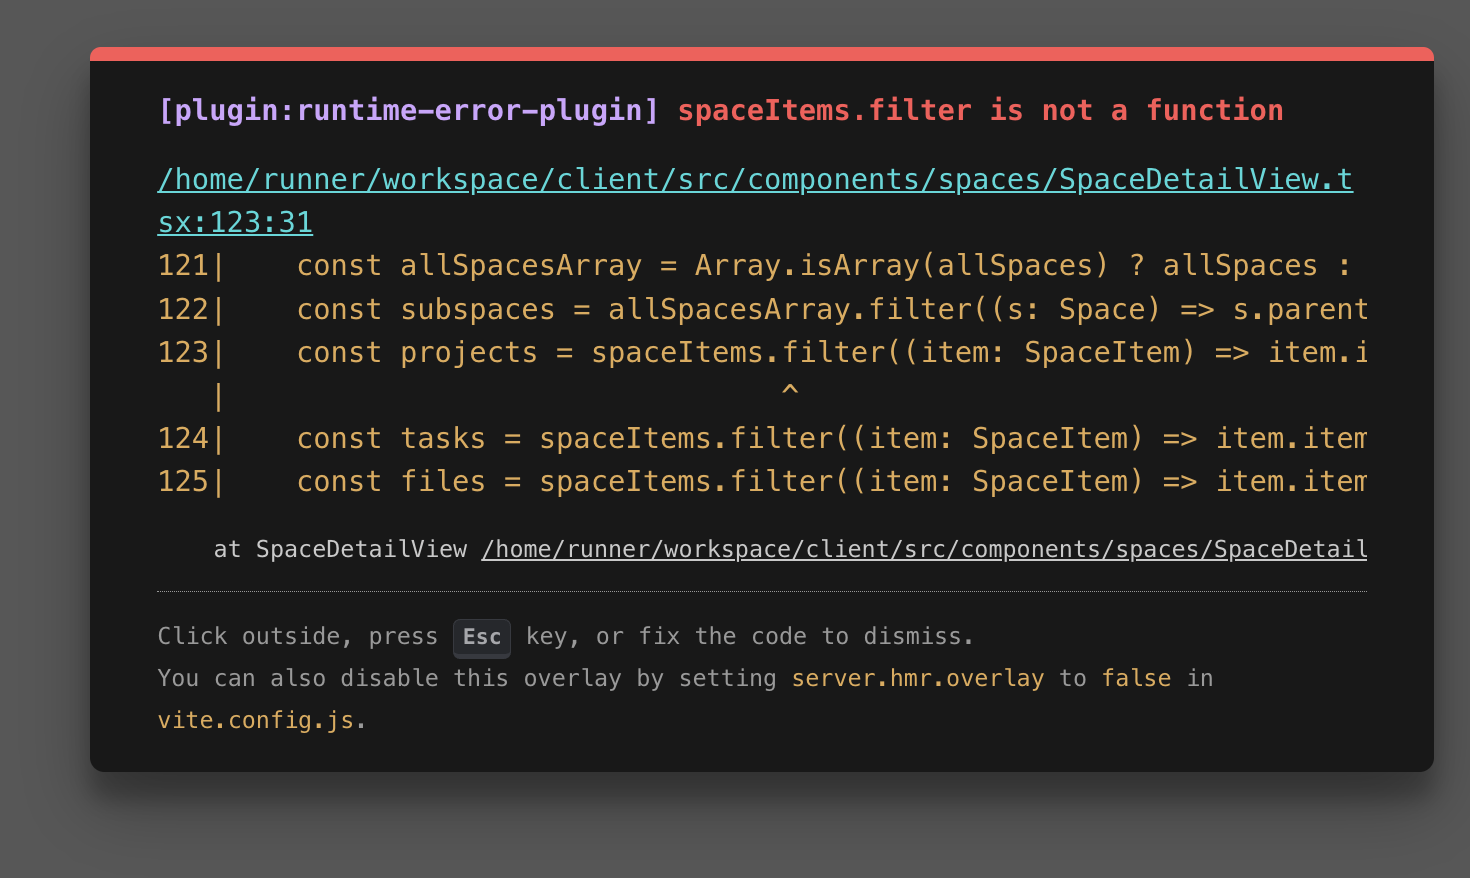 [plugin:runtime-error-plugin] spaceItems.filter is not a function
/home/runner/workspace/client/src/components/spaces/SpaceDetailView.t
sx:123:31
121|    const allSpacesArray = Array.isArray(allSpaces) ? allSpaces :
122|    const subspaces = allSpacesArray.filter((s: Space) => s.parent
123|    const projects = spaceItems.filter((item: SpaceItem) => item.i
   |                                ^
124|    const tasks = spaceItems.filter((item: SpaceItem) => item.item
125|    const files = spaceItems.filter((item: SpaceItem) => item.item
at SpaceDetailView /home/runner/workspace/client/src/components/spaces/SpaceDetail
Click outside, press Esc key, or fix the code to dismiss.
You can also disable this overlay by setting server.hmr.overlay to false in
vite.config.js.